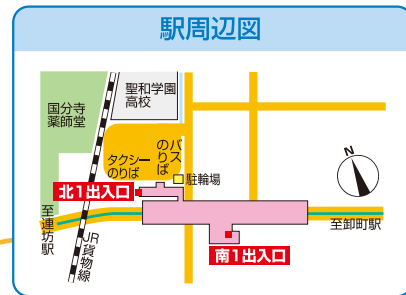 駅周辺図
聖和学園
高校
国分寺
薬師堂
バス
のりば
タクシー
のりば
駐輪場
N
北1出入口
至連坊駅
JR貨物線
至卸町駅
南1出入口